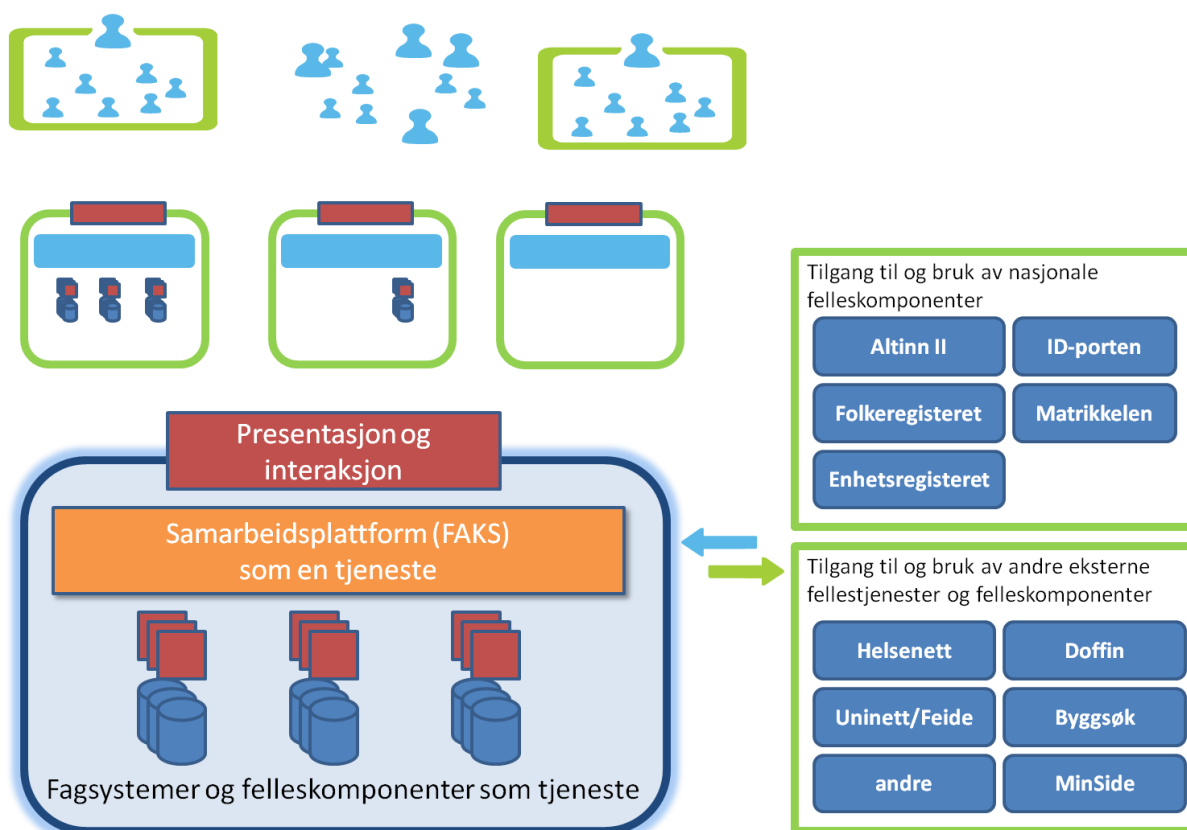 Presentasjon og
interaksjon
Samarbeidsplattform (FAKS)
som en tjeneste
Fagsystemer og felleskomponenter som tjeneste
Tilgang til og bruk av nasjonale
felleskomponenter
Altinn II
ID-porten
Folkeregisteret
Matrikkelen
Enhetsregisteret
Tilgang til og bruk av andre eksterne
fellestjenester og felleskomponenter
Helsenett
Doffin
Uninett/Feide
Byggsøk
andre
MinSide